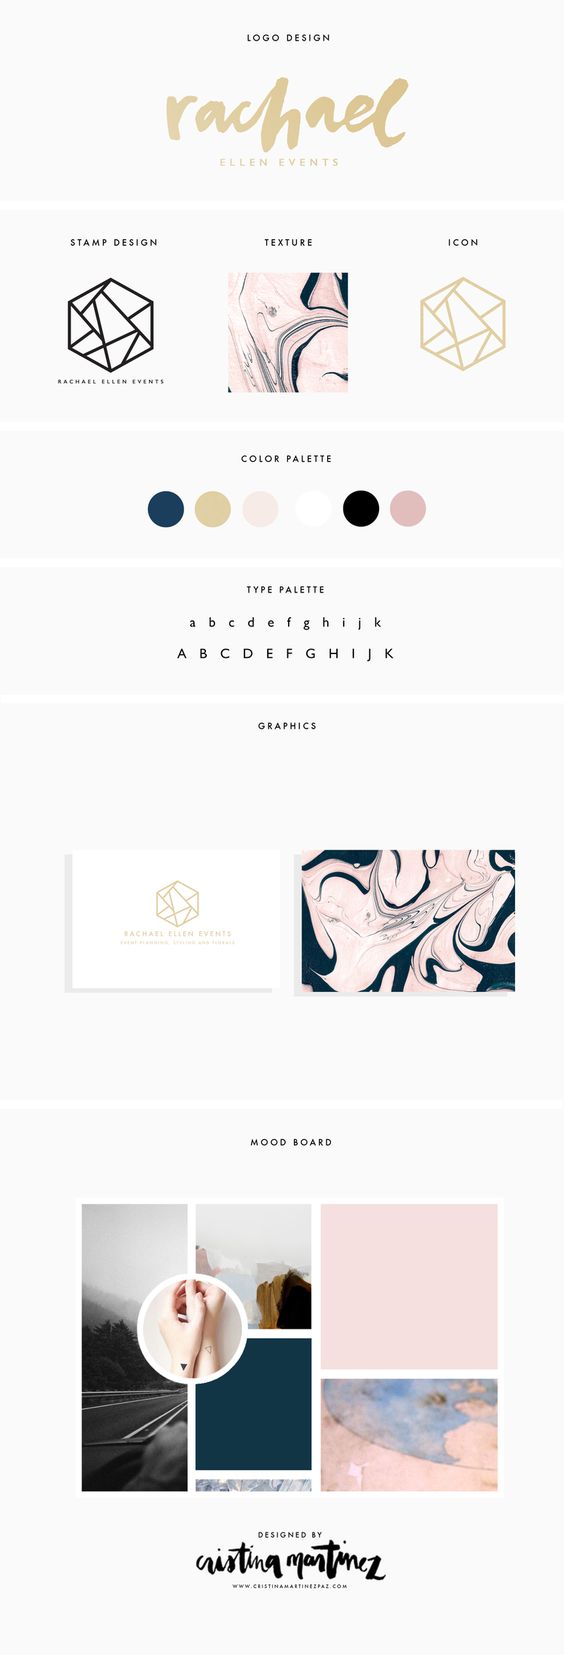 LOGO DESIGN
rachael
ELLEN EVENTS
STAMP DESIGN
TEXTURE
ICON
RACHAEL ELLEN EVENTS
COLOR PALETTE
TYPE PALETTE
a b c d e f g h i j k
A B C D E F G H I J K
GRAPHICS
RACHAEL ELLEN EVENTS
EVENT PLANNING, STYLING AND FLORALS
MOOD BOARD
DESIGNED BY
cristina martinez
WWW.CRISTINAMARTINEZPAZ.COM